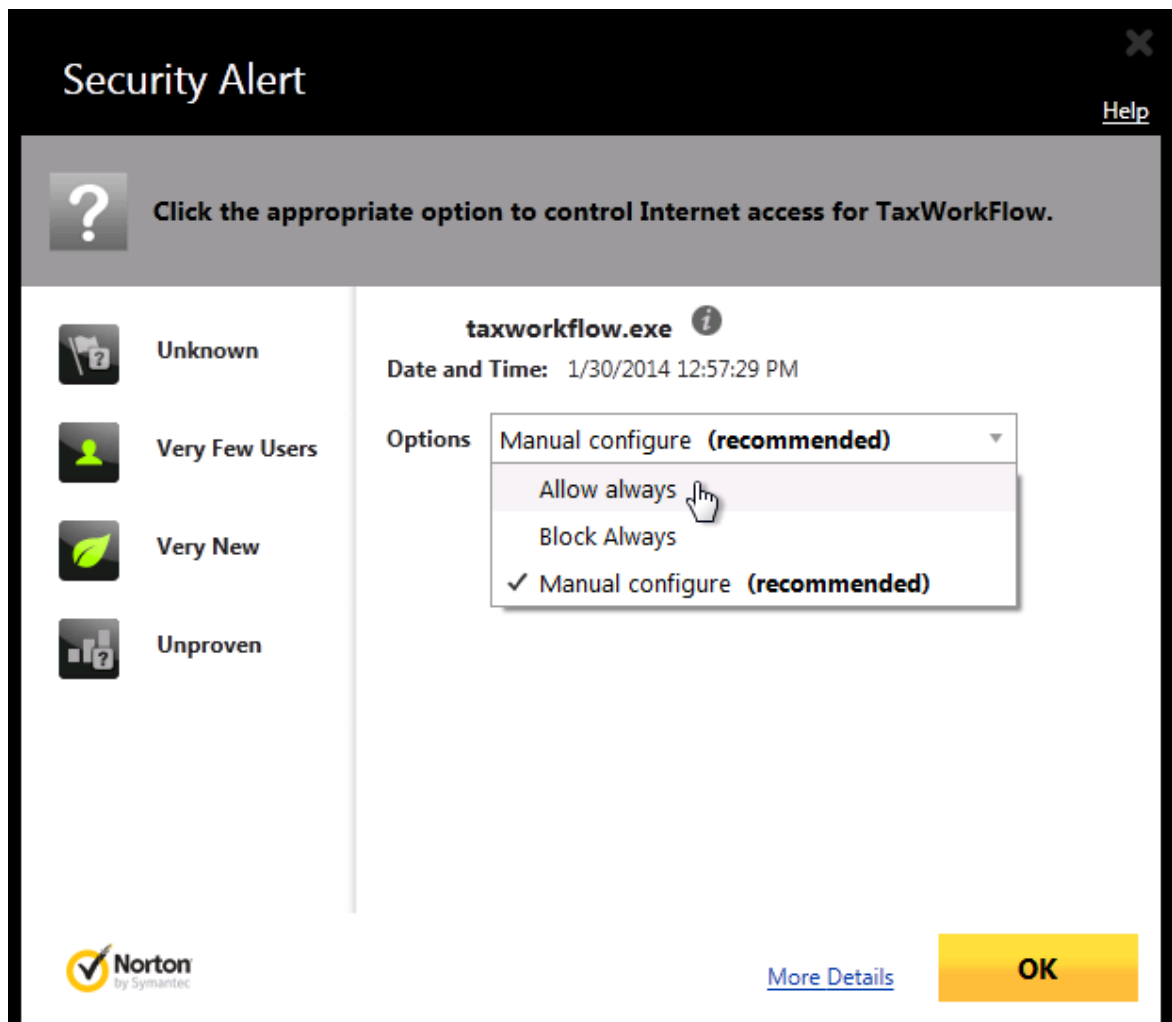 Security Alert
Help
Click the appropriate option to control Internet access for TaxWorkFlow.
Unknown
Very Few Users
Very New
Unproven
taxworkflow.exe
Date and Time: 1/30/2014 12:57:29 PM
Options Manual configure (recommended)
Allow always
Block Always
Manual configure (recommended)
Norton
by Symantec
More Details
OK